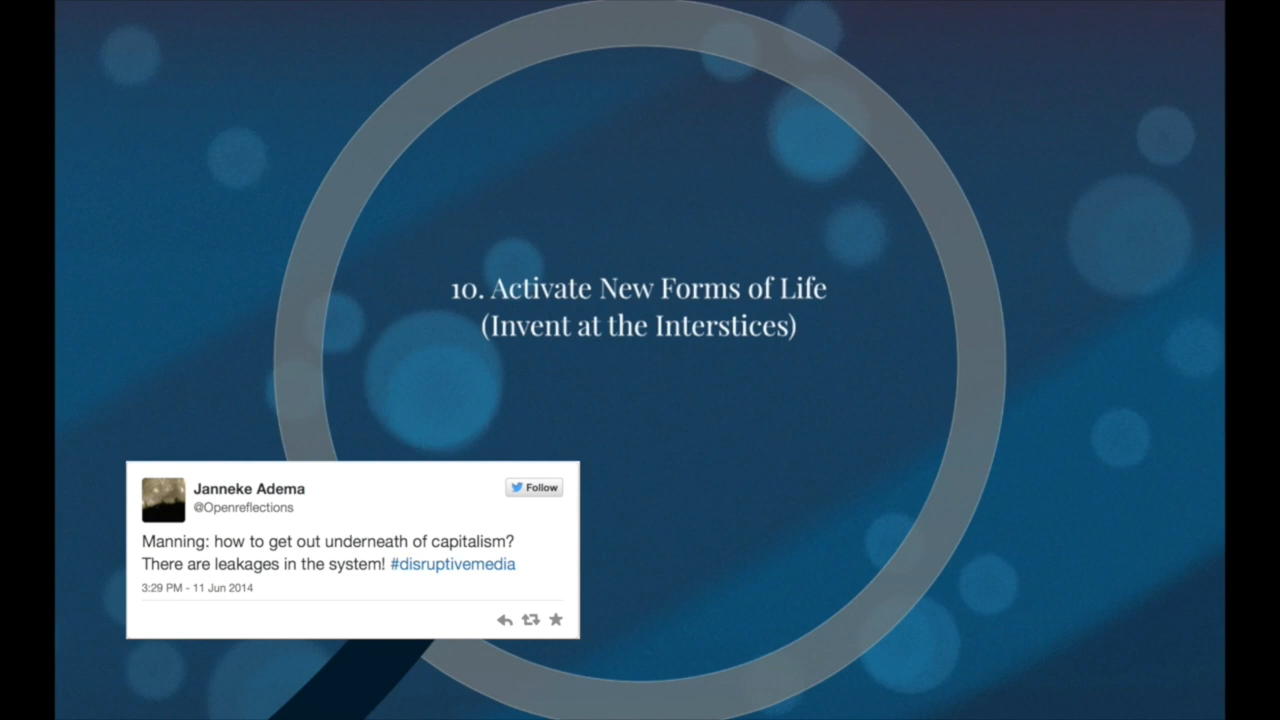 10. Activate New Forms of Life
(Invent at the Interstices)
Janneke Adema
@Openreflections
Follow
Manning: how to get out underneath of capitalism?
There are leakages in the system! #disruptivemedia
3:29 PM - 11 Jun 2014